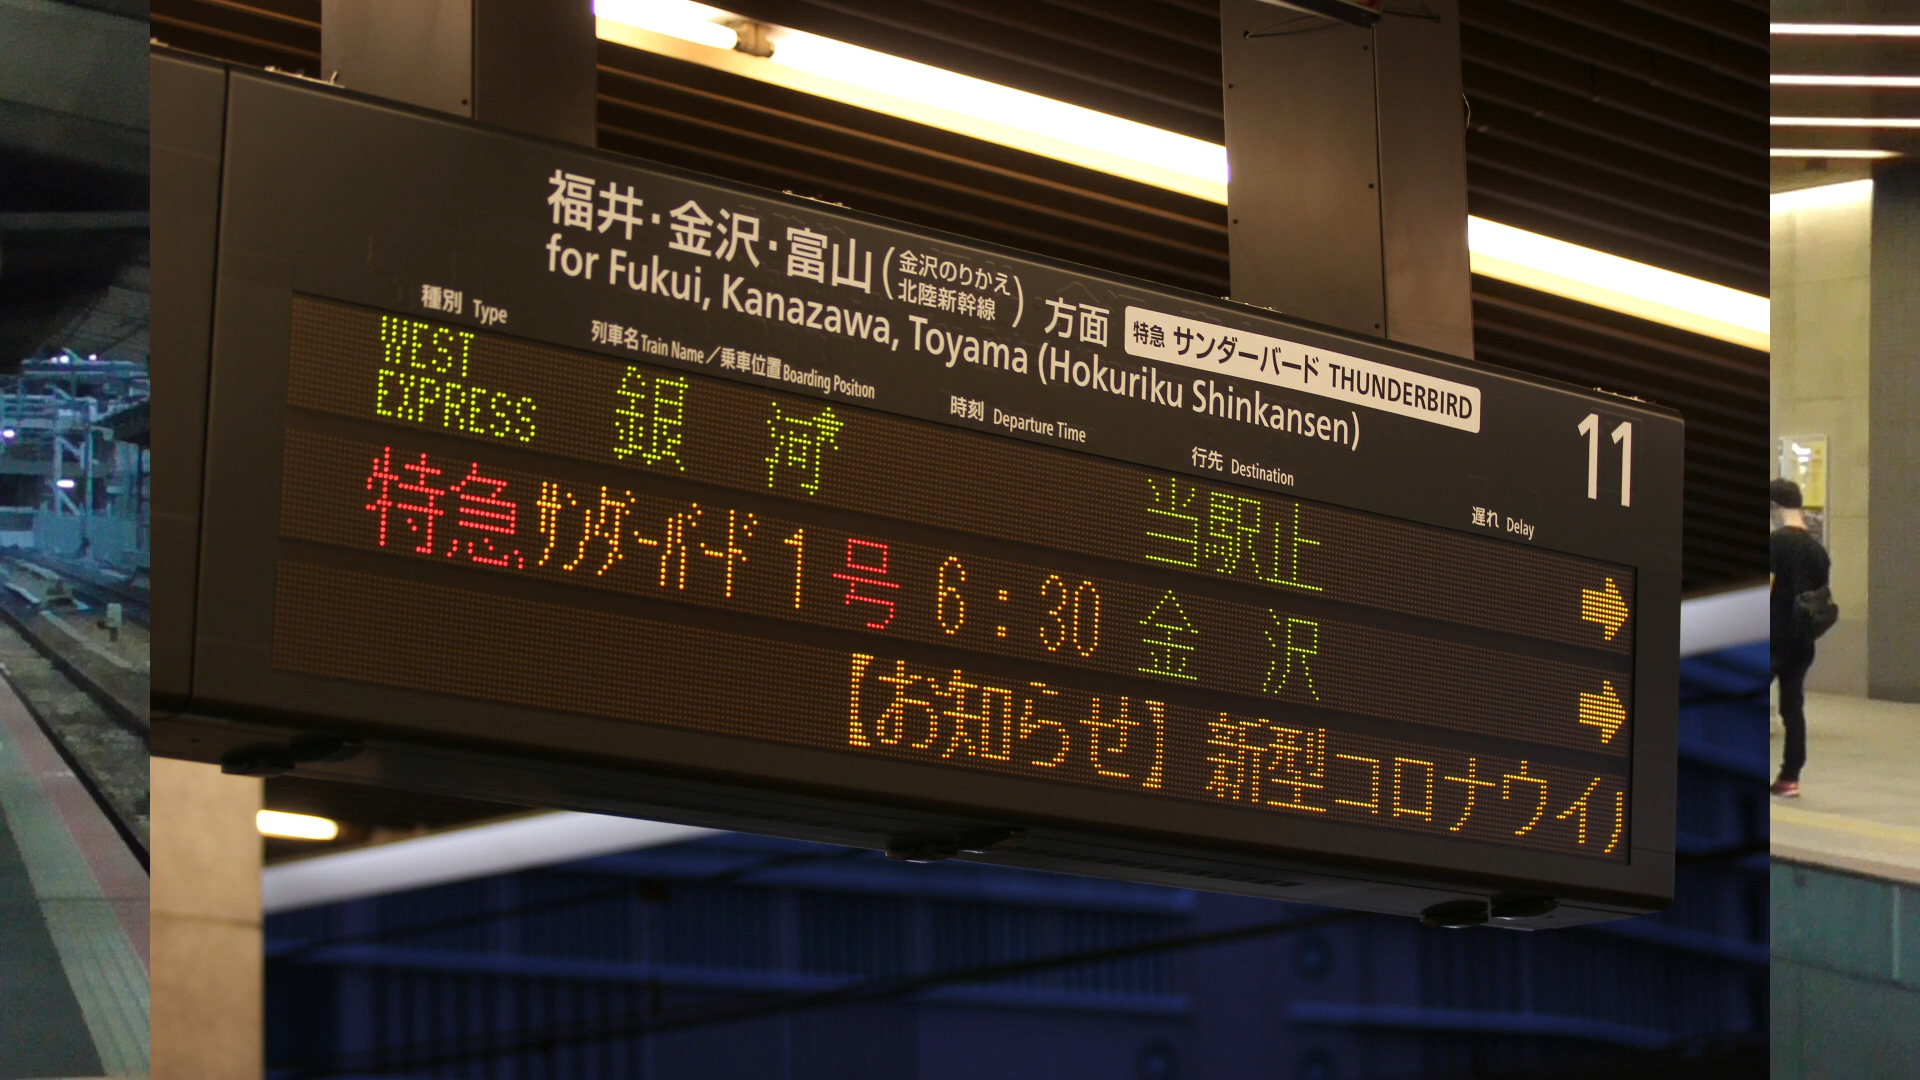 福井・金沢・富山(金沢のりかえ 北陸新幹線)方面 特急 サンダーバード THUNDERBIRD
for Fukui, Kanazawa, Toyama (Hokuriku Shinkansen)
11
種別 Type 列車名 Train Name／乗車位置 Boarding Position 時刻 Departure Time 行先 Destination 遅れ Delay
WEST EXPRESS 銀河 当駅止
特急 サンダーバード 1号 6:30 金沢
【お知らせ】新型コロナウイ